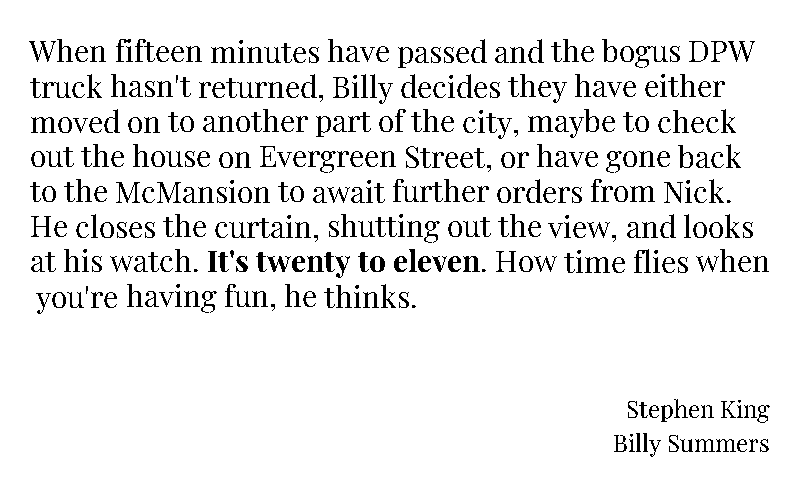 When fifteen minutes have passed and the bogus DPW
truck hasn't returned, Billy decides they have either
moved on to another part of the city, maybe to check
out the house on Evergreen Street, or have gone back
to the McMansion to await further orders from Nick.
He closes the curtain, shutting out the view, and looks
at his watch. It's twenty to eleven. How time flies when
you're having fun, he thinks.
Stephen King
Billy Summers